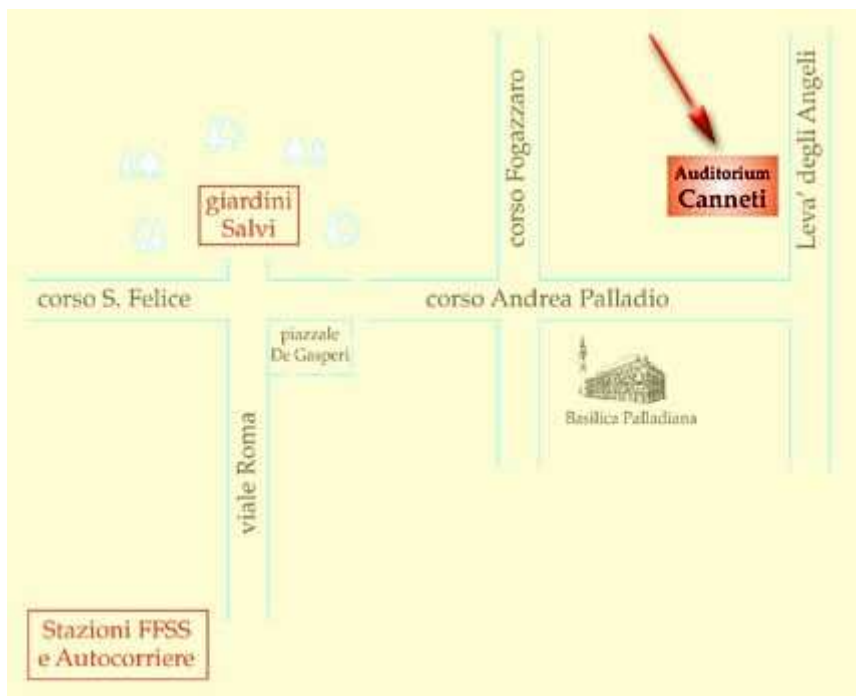 corso Fogazzaro
Leva' degli Angeli
Auditorium
Canneti
giardini
Salvi
corso S. Felice
corso Andrea Palladio
piazzale
De Gasperi
Basilica Palladiana
viale Roma
Stazioni FFSS
e Autocorriere